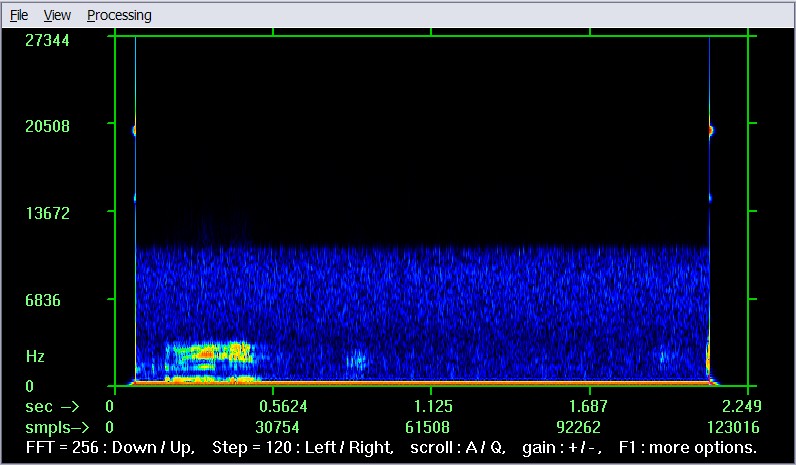 File View Processing
27344
20508
13672
6836
Hz
0
sec -> 0 0.5624 1.125 1.687 2.249
smpls-> 0 30754 61508 92262 123016
FFT = 256 : Down / Up, Step = 120 : Left / Right, scroll : A / Q, gain : + / - , F1 : more options.